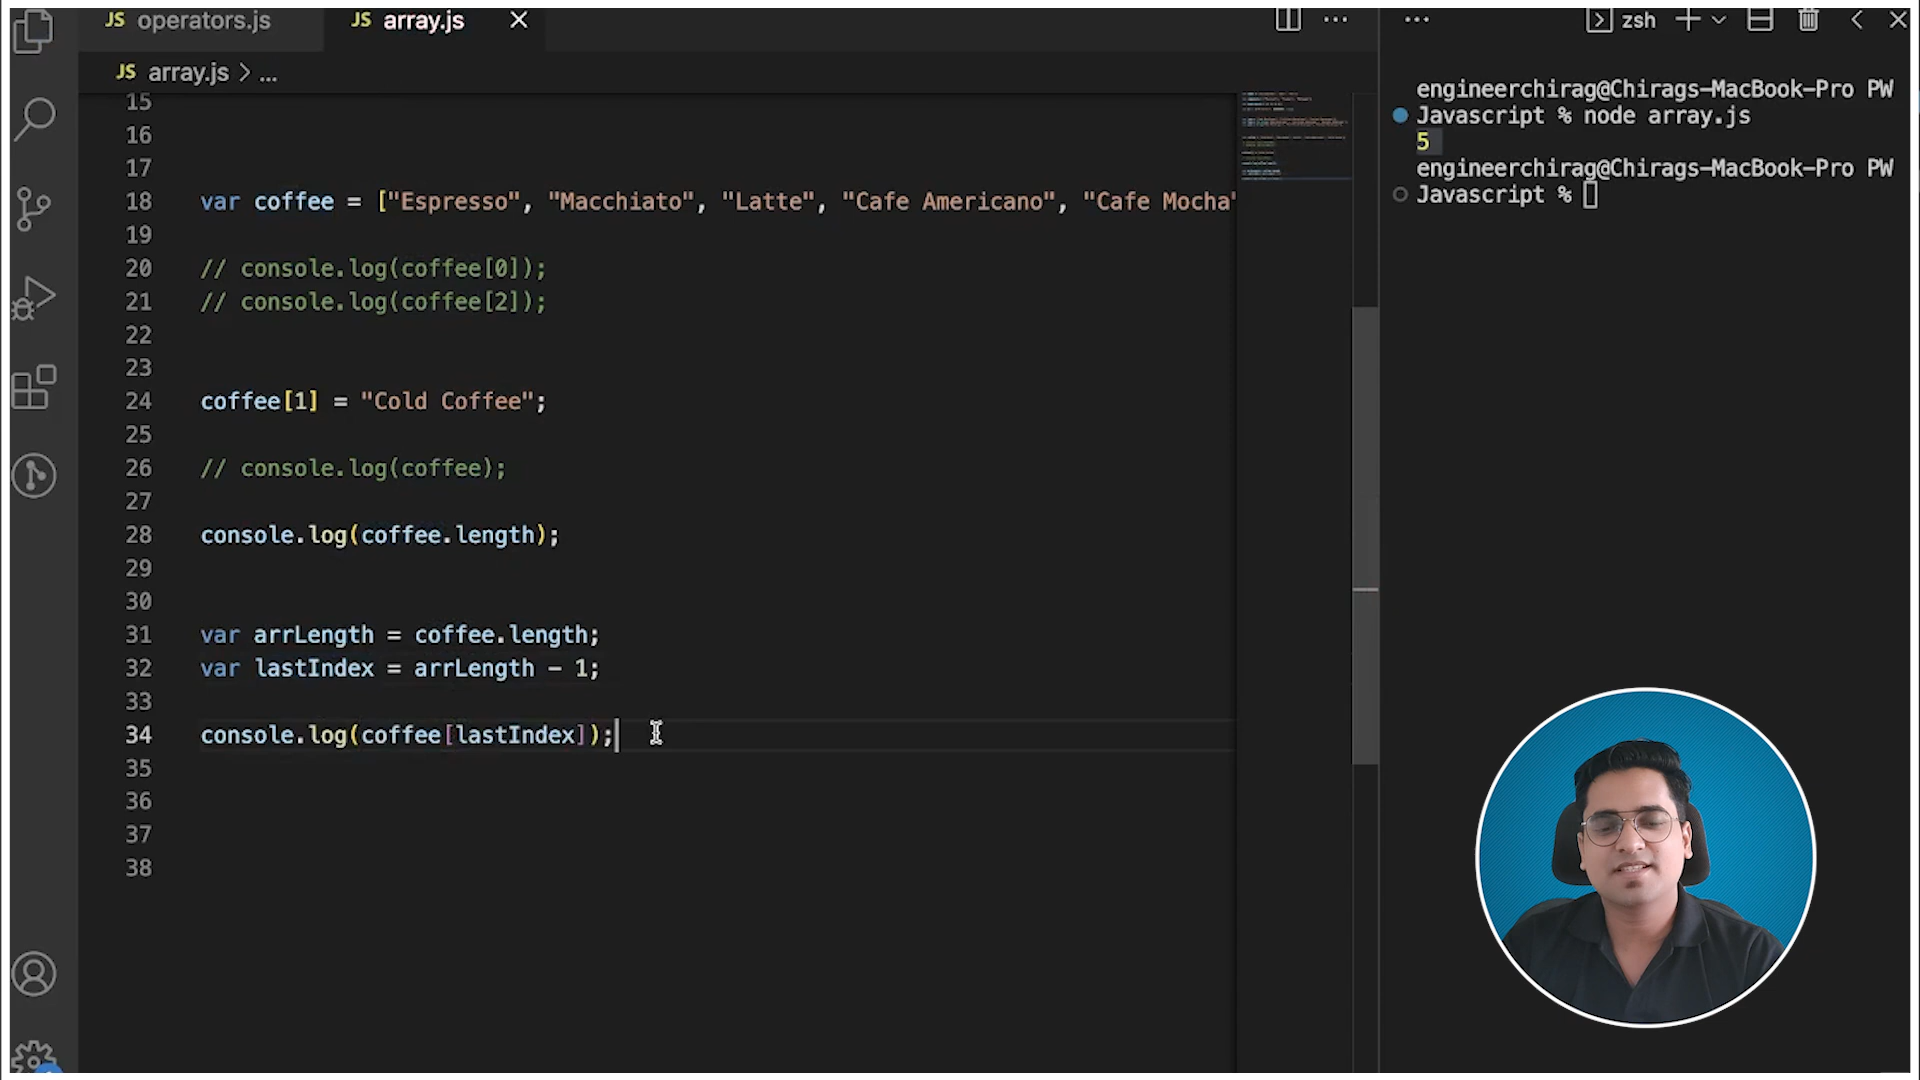 JS operators.js
JS array.js
JS array.js > ...
15
16
17
18 var coffee = ["Espresso", "Macchiato", "Latte", "Cafe Americano", "Cafe Mocha"
19
20 // console.log(coffee[0]);
21 // console.log(coffee[2]);
22
23
24 coffee[1] = "Cold Coffee";
25
26 // console.log(coffee);
27
28 console.log(coffee.length);
29
30
31 var arrLength = coffee.length;
32 var lastIndex = arrLength - 1;
33
34 console.log(coffee[lastIndex]);
35
36
37
38
zsh
engineerchirag@Chirags-MacBook-Pro PW
Javascript % node array.js
5
engineerchirag@Chirags-MacBook-Pro PW
Javascript %